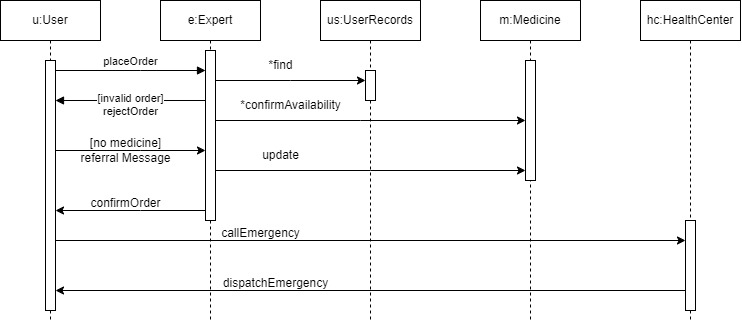 u:User
e:Expert
us:UserRecords
m:Medicine
hc:HealthCenter
placeOrder
*find
[invalid order]
rejectOrder
*confirmAvailability
[no medicine]
referral Message
update
confirmOrder
callEmergency
dispatchEmergency